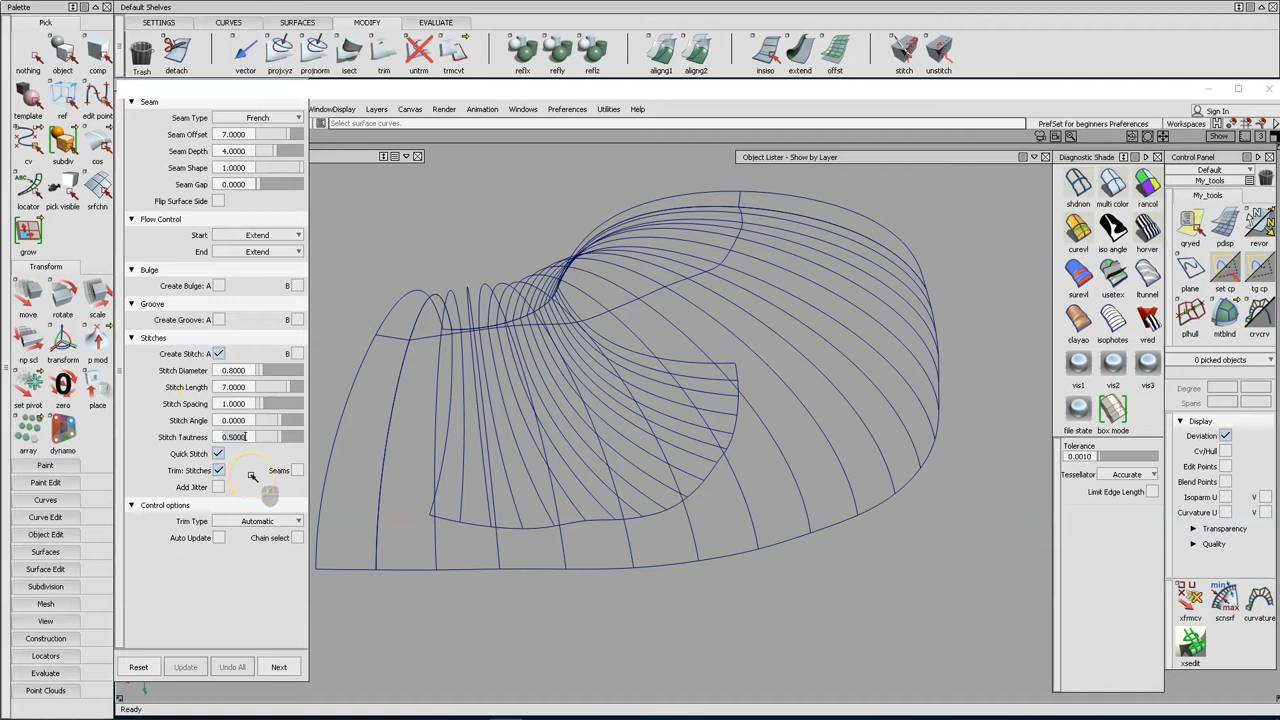 Palette
Default Shelves
Pick
SETTINGS CURVES SURFACES MODIFY EVALUATE
nothing object comp
Trash detach vector projxyz projnorm isect trim untrm trmcvt reflx refly reflz aligng1 aligng2 insiso extend offst stitch unstitch
template ref edit point
cv subdiv cos
locator pick visible srfchn
grow
Transform
move rotate scale
np scl transform p mod
set pivot zero place
array dynamo
Paint
Paint Edit
Curves
Curve Edit
Object Edit
Surfaces
Surface Edit
Subdivision
Mesh
View
Construction
Locators
Evaluate
Point Clouds
Seam
Seam Type French
Seam Offset 7.0000
Seam Depth 4.0000
Seam Shape 1.0000
Seam Gap 0.0000
Flip Surface Side
Flow Control
Start Extend
End Extend
Bulge
Create Bulge: A B
Groove
Create Groove: A B
Stitches
Create Stitch: A B
Stitch Diameter 0.8000
Stitch Length 7.0000
Stitch Spacing 1.0000
Stitch Angle 0.0000
Stitch Tautness 0.5000
Quick Stitch
Trim: Stitches Seams
Add Jitter
Control options
Trim Type Automatic
Auto Update Chain select
Reset Update Undo All Next
Ready
WindowDisplay Layers Canvas Render Animation Windows Preferences Utilities Help
Sign In
Select surface curves.
PrefSet for beginners Preferences Workspaces
Show
Object Lister - Show by Layer
Diagnostic Shade
shdnon multi color rancol
curevl iso angle horver
surevl usetex ltunnel
clayao isophotes vred
vis1 vis2 vis3
file state box mode
Tolerance
0.0010
Tessellator Accurate
Limit Edge Length
Control Panel
Default
My_tools
My_tools
qryed pdisp revor
plane set cp tg cp
plhull mtblnd crvcrv
0 picked objects
Degree
Spans
Display
Deviation
Cv/Hull
Edit Points
Blend Points
Isoparm U V
Curvature U V
Transparency
Quality
xfrmcv scnsrf curvature
xsedit